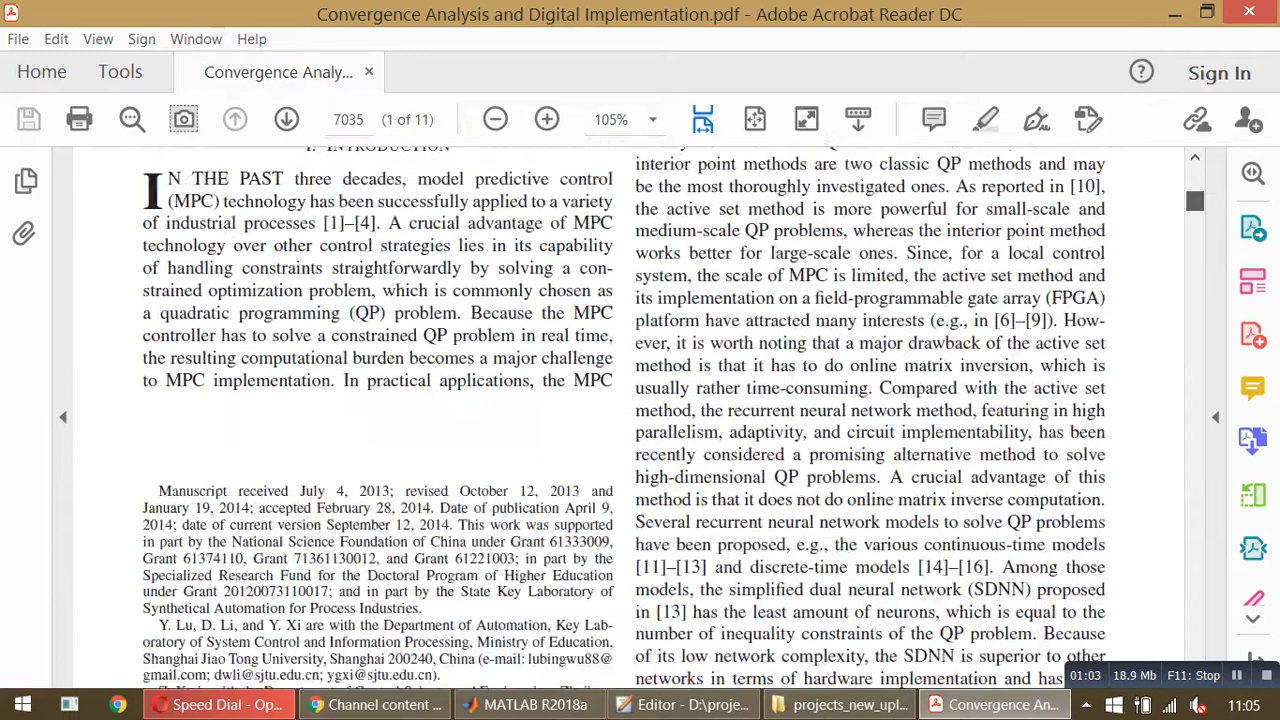 Convergence Analysis and Digital Implementation.pdf - Adobe Acrobat Reader DC
File Edit View Sign Window Help
Home Tools Convergence Analy... × Sign In
7035 (1 of 11) 105%
I. INTRODUCTION
IN THE PAST three decades, model predictive control
(MPC) technology has been successfully applied to a variety
of industrial processes [1]–[4]. A crucial advantage of MPC
technology over other control strategies lies in its capability
of handling constraints straightforwardly by solving a con-
strained optimization problem, which is commonly chosen as
a quadratic programming (QP) problem. Because the MPC
controller has to solve a constrained QP problem in real time,
the resulting computational burden becomes a major challenge
to MPC implementation. In practical applications, the MPC
Manuscript received July 4, 2013; revised October 12, 2013 and
January 19, 2014; accepted February 28, 2014. Date of publication April 9,
2014; date of current version September 12, 2014. This work was supported
in part by the National Science Foundation of China under Grant 61333009,
Grant 61374110, Grant 71361130012, and Grant 61221003; in part by the
Specialized Research Fund for the Doctoral Program of Higher Education
under Grant 20120073110017; and in part by the State Key Laboratory of
Synthetical Automation for Process Industries.
Y. Lu, D. Li, and Y. Xi are with the Department of Automation, Key Lab-
oratory of System Control and Information Processing, Ministry of Education,
Shanghai Jiao Tong University, Shanghai 200240, China (e-mail: lubingwu88@
gmail.com; dwli@sjtu.edu.cn; ygxi@sjtu.edu.cn).
interior point methods are two classic QP methods and may
be the most thoroughly investigated ones. As reported in [10],
the active set method is more powerful for small-scale and
medium-scale QP problems, whereas the interior point method
works better for large-scale ones. Since, for a local control
system, the scale of MPC is limited, the active set method and
its implementation on a field-programmable gate array (FPGA)
platform have attracted many interests (e.g., in [6]–[9]). How-
ever, it is worth noting that a major drawback of the active set
method is that it has to do online matrix inversion, which is
usually rather time-consuming. Compared with the active set
method, the recurrent neural network method, featuring in high
parallelism, adaptivity, and circuit implementability, has been
recently considered a promising alternative method to solve
high-dimensional QP problems. A crucial advantage of this
method is that it does not do online matrix inverse computation.
Several recurrent neural network models to solve QP problems
have been proposed, e.g., the various continuous-time models
[11]–[13] and discrete-time models [14]–[16]. Among those
models, the simplified dual neural network (SDNN) proposed
in [13] has the least amount of neurons, which is equal to the
number of inequality constraints of the QP problem. Because
of its low network complexity, the SDNN is superior to other
networks in terms of hardware implementation and has
01:03 18.9 MB F11: Stop
Speed Dial - Op... Channel content ... MATLAB R2018a Editor - D:\proje... projects_new_upl... Convergence An... 11:05